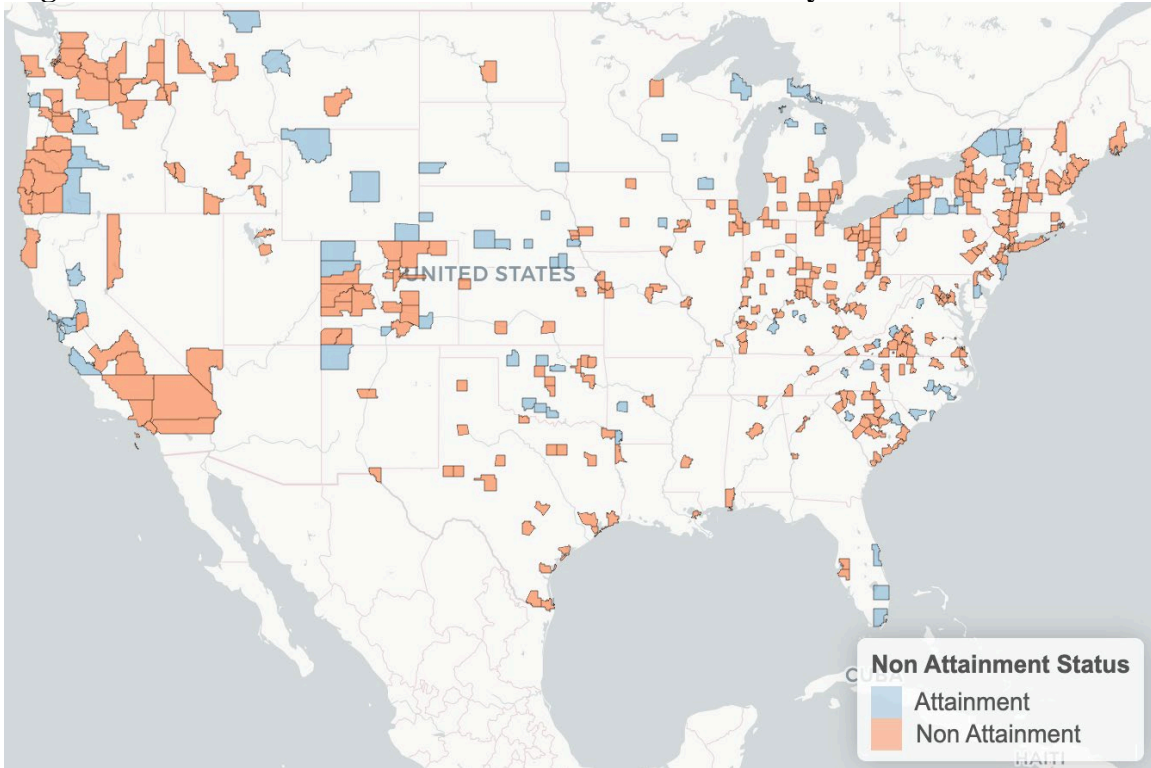 UNITED STATES
Non Attainment Status
CUBA
Attainment
Non Attainment
HAITI